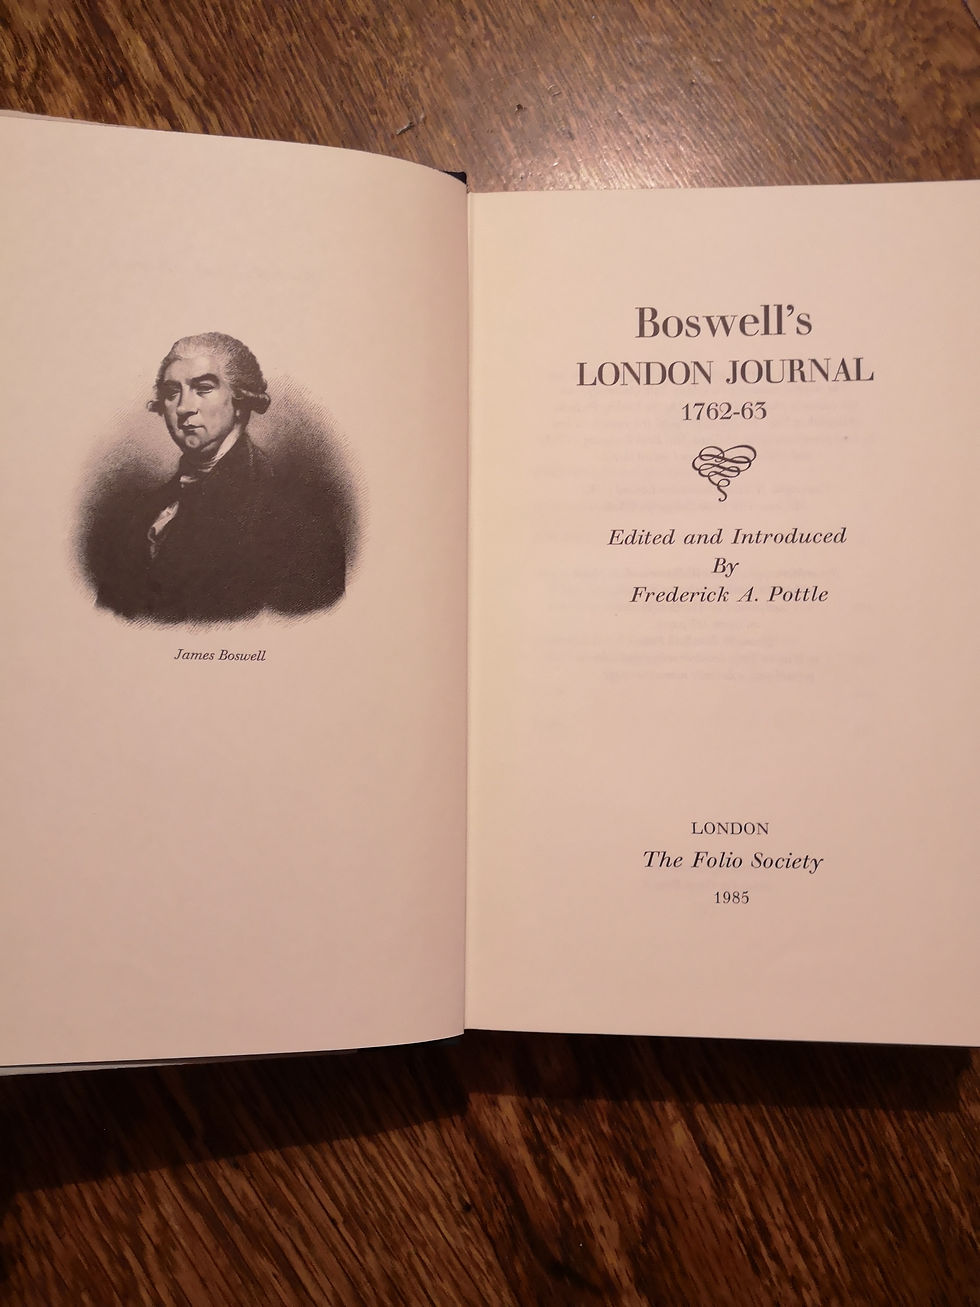 James Boswell
Boswell's
LONDON JOURNAL
1762-63
Edited and Introduced
By
Frederick A. Pottle
LONDON
The Folio Society
1985